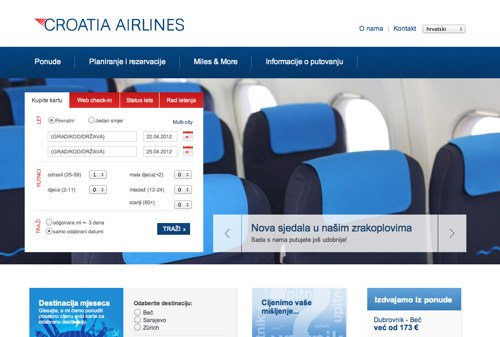 CROATIA AIRLINES
O nama | Kontakt hrvatski
Ponude Planiranje i rezervacije Miles & More Informacije o putovanju
Kupite kartu Web check-in Status leta Red letenja
LET Povratni Jedan smjer Multi-city
(GRAD/KOD/DRŽAVA) 22.04.2012
(GRAD/KOD/DRŽAVA) 25.04.2012
PUTNICI odrasli (25-59) 1 mala djeca(<2) 0
djeca (2-11) 0 mladež (12-24) 0
stariji (60+) 0
TRAŽI odgovara mi +- 3 dana
samo odabrani datumi
TRAŽI
Nova sjedala u našim zrakoplovima
Sada s nama putujete još udobnije!
Destinacija mjeseca
Glasajte, a mi ćemo ponuditi
posebnu cijenu avio karte za
odabranu destinaciju.
Odaberite destinaciju:
Beč
Sarajevo
Zürich
Cijenimo vaše
mišljenje...
Izdvajamo iz ponude
Dubrovnik - Beč
već od 173 €